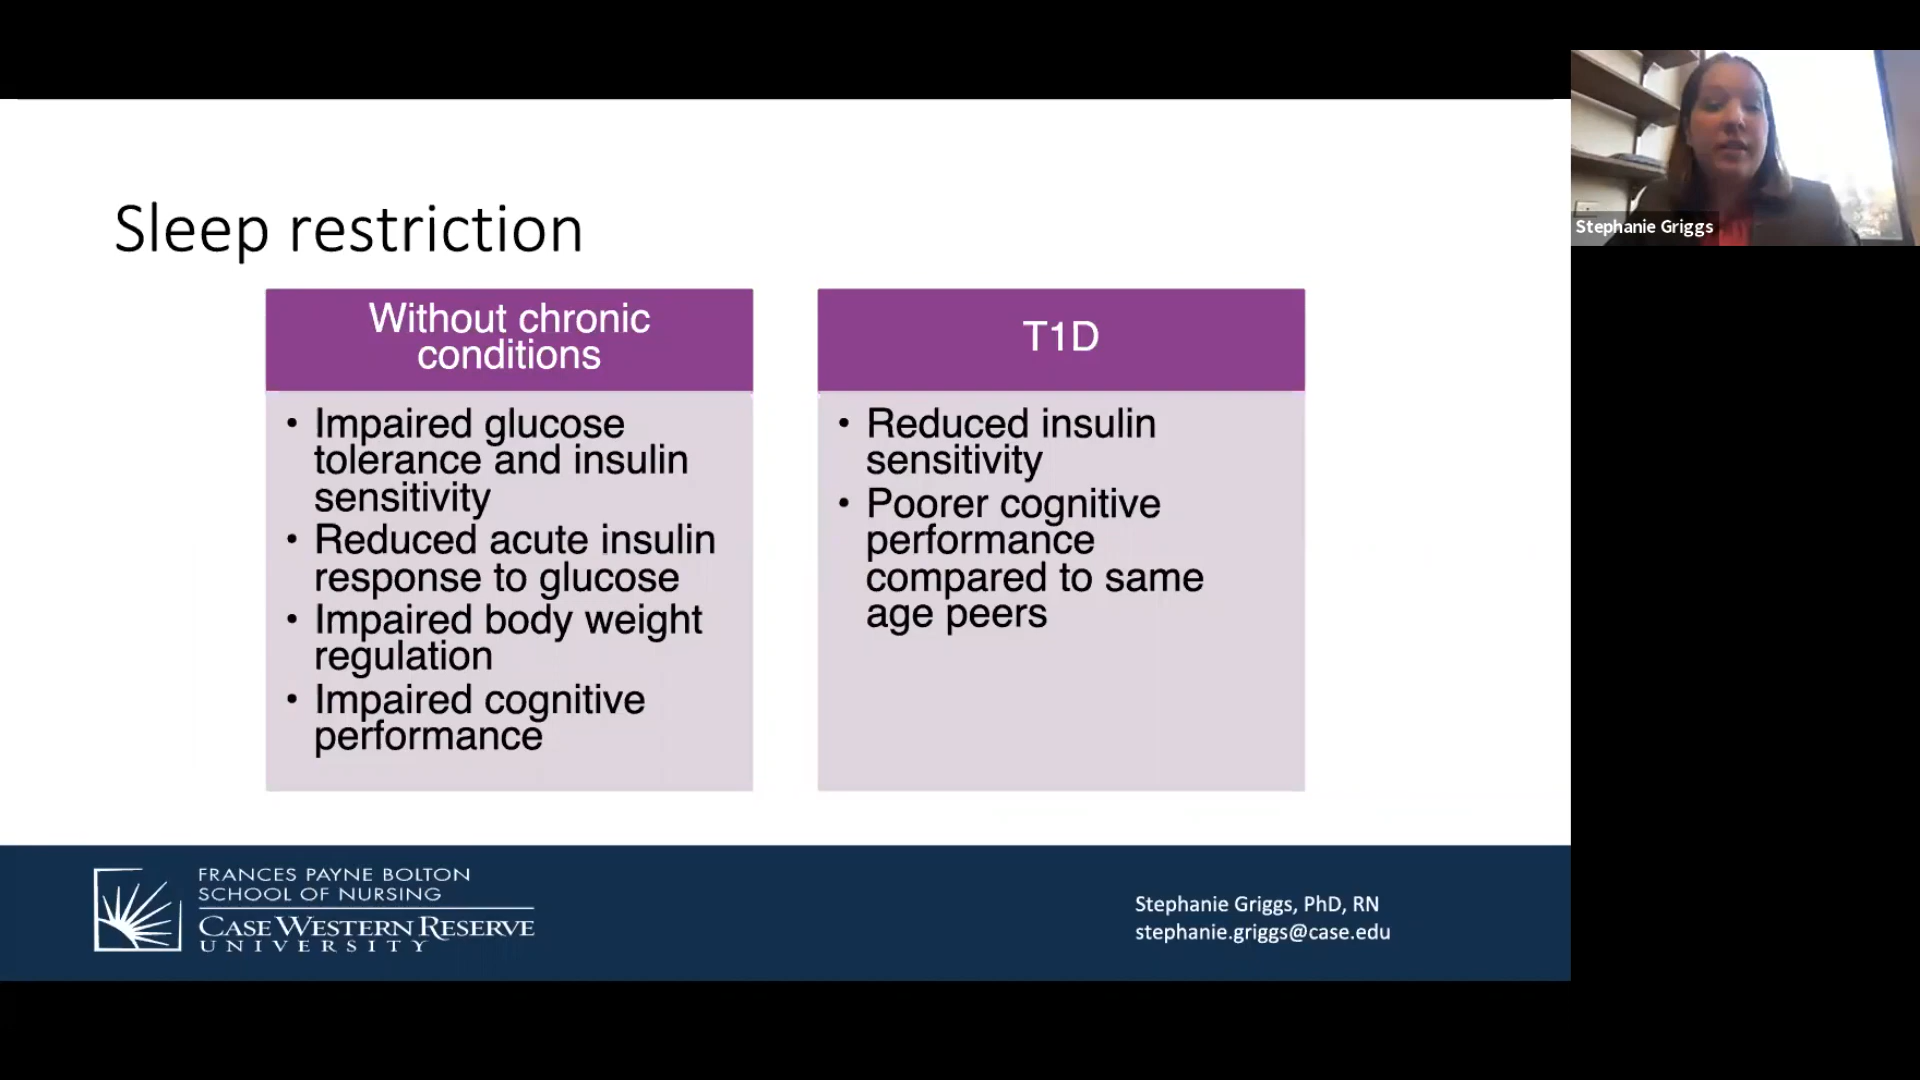 Sleep restriction
Without chronic
conditions
• Impaired glucose
tolerance and insulin
sensitivity
• Reduced acute insulin
response to glucose
• Impaired body weight
regulation
• Impaired cognitive
performance
T1D
• Reduced insulin
sensitivity
• Poorer cognitive
performance
compared to same
age peers
Stephanie Griggs
FRANCES PAYNE BOLTON
SCHOOL OF NURSING
CASE WESTERN RESERVE
UNIVERSITY
Stephanie Griggs, PhD, RN
stephanie.griggs@case.edu